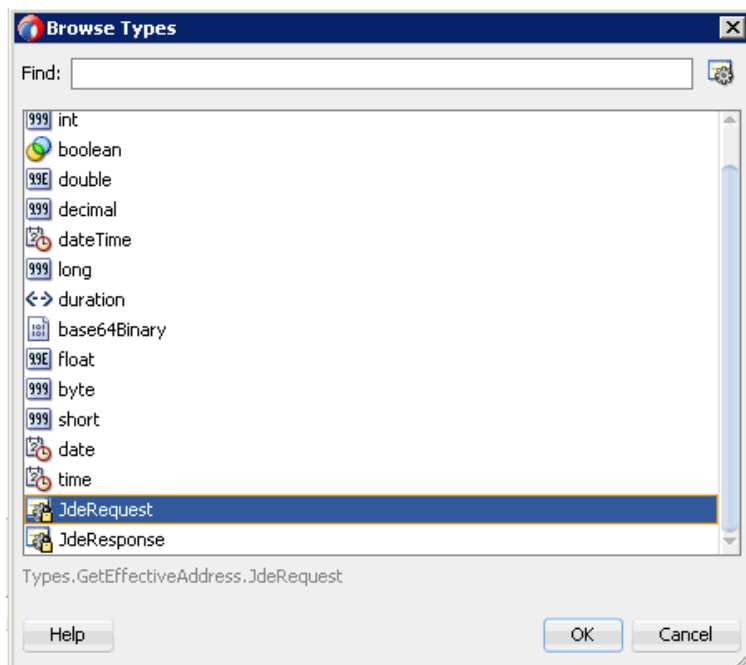 Browse Types
Find:
999 int
boolean
99E double
999 decimal
dateTime
999 long
duration
base64Binary
99E float
999 byte
999 short
date
time
JdeRequest
JdeResponse
Types.GetEffectiveAddress.JdeRequest
Help OK Cancel